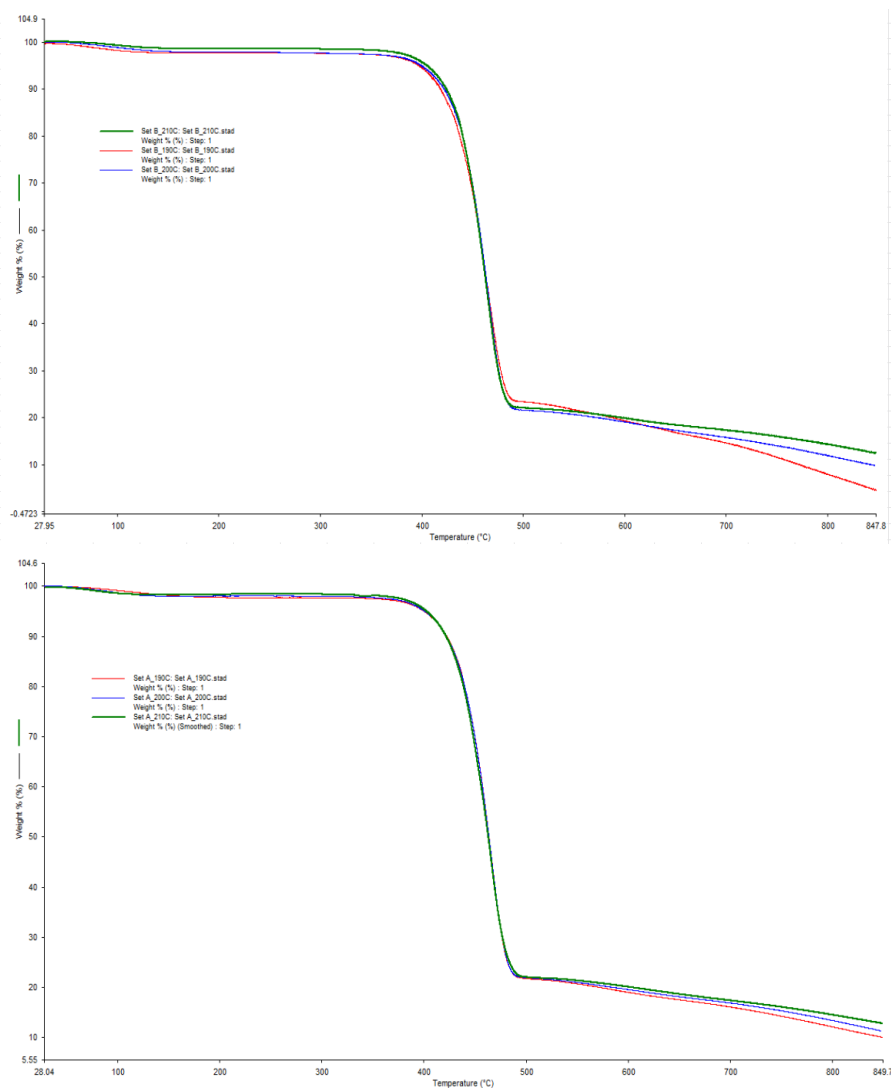 104.9
100
90
80
70
60
50
40
30
20
10
-0.4723
Weight % (%)
Set B_210C: Set B_210C.stad
Weight % (%) : Step: 1
Set B_190C: Set B_190C.stad
Weight % (%) : Step: 1
Set B_200C: Set B_200C.stad
Weight % (%) : Step: 1
27.95 100 200 300 400 500 600 700 800 847.8
Temperature (°C)
104.6
100
90
80
70
60
50
40
30
20
10
5.55
Weight % (%)
Set A_190C: Set A_190C.stad
Weight % (%) : Step: 1
Set A_200C: Set A_200C.stad
Weight % (%) : Step: 1
Set A_210C: Set A_210C.stad
Weight % (%) (Smoothed) : Step: 1
28.04 100 200 300 400 500 600 700 800 849.7
Temperature (°C)